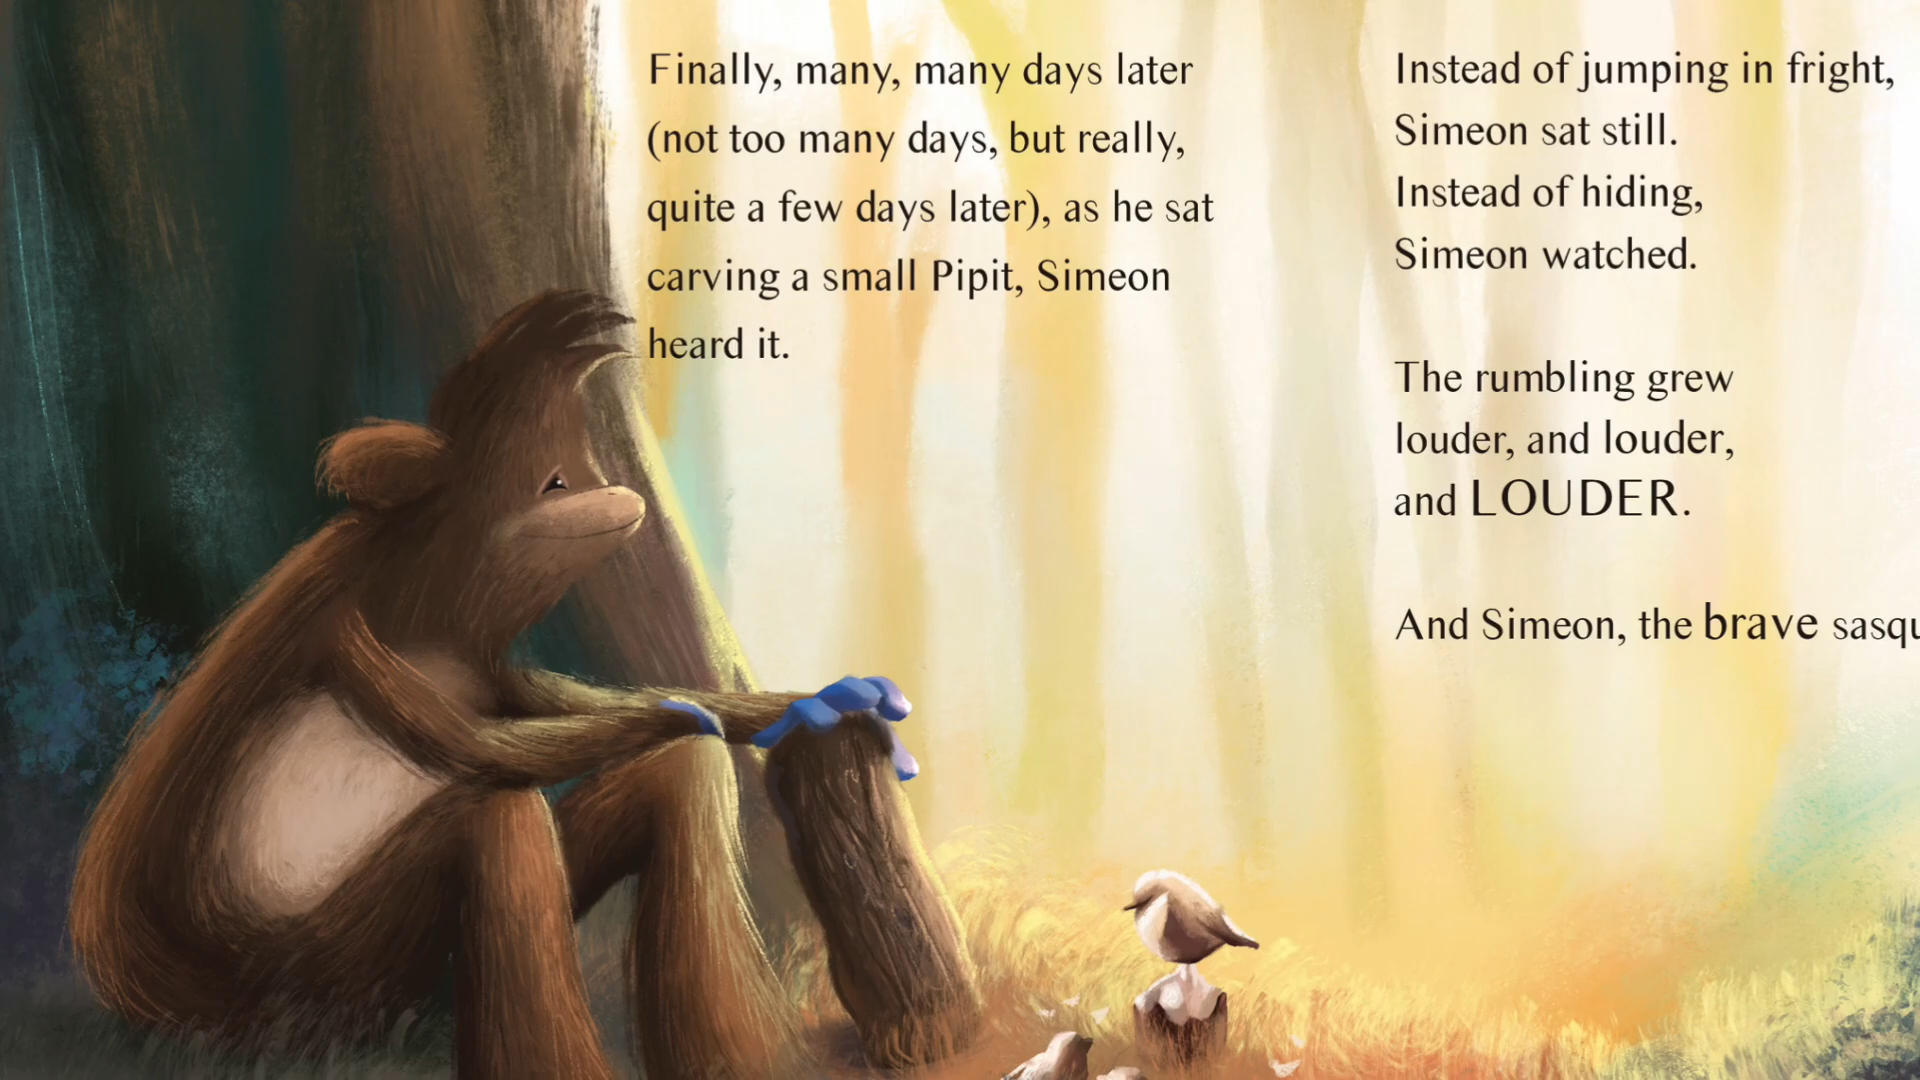 Finally, many, many days later
(not too many days, but really,
quite a few days later), as he sat
carving a small Pipit, Simeon
heard it.
Instead of jumping in fright,
Simeon sat still.
Instead of hiding,
Simeon watched.
The rumbling grew
louder, and louder,
and LOUDER.
And Simeon, the brave